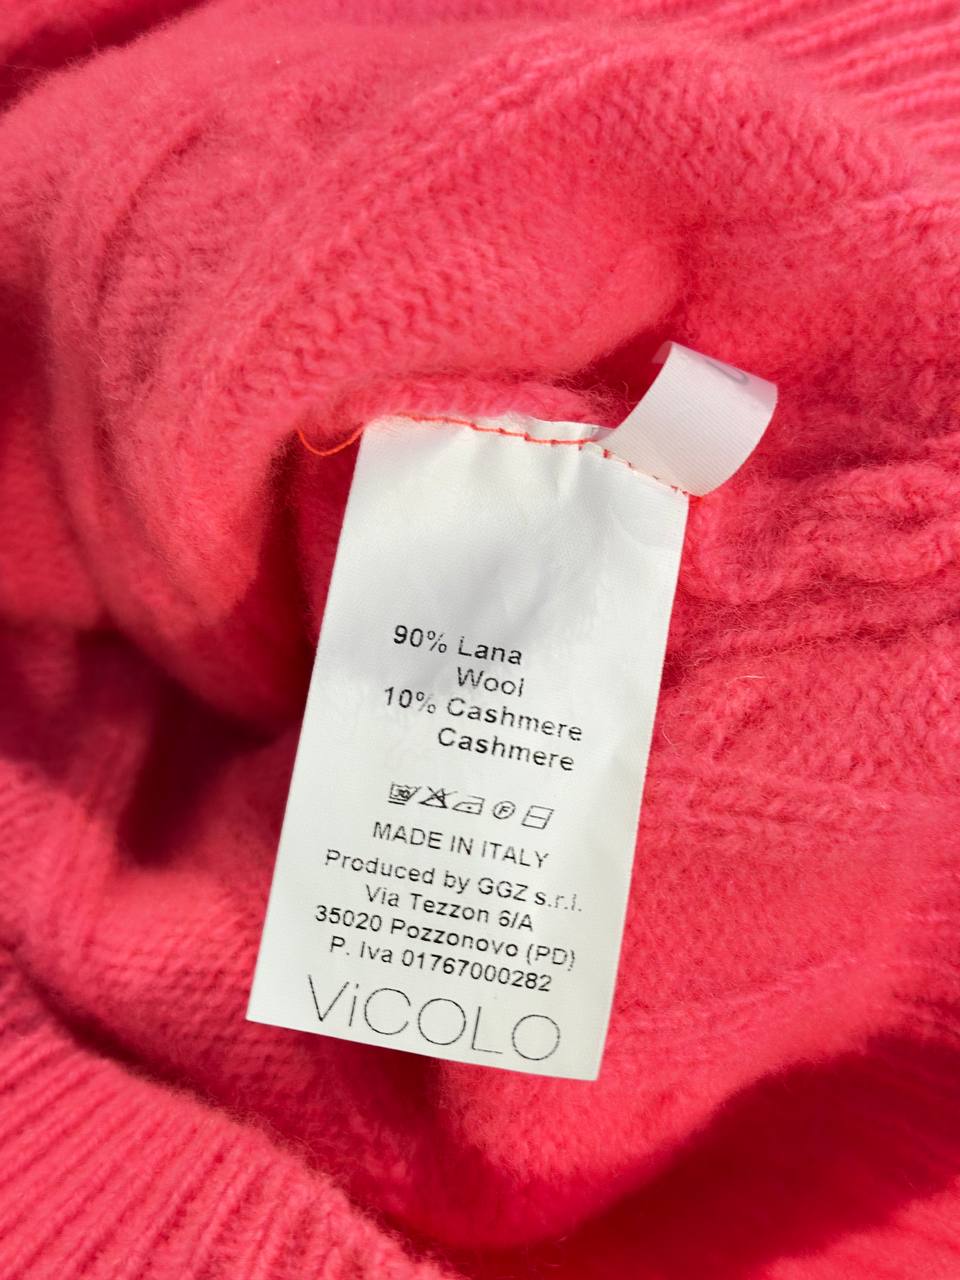 90% Lana
Wool
10% Cashmere
Cashmere
30 F
MADE IN ITALY
Produced by GGZ s.r.l.
Via Tezzon 6/A
35020 Pozzonovo (PD)
P. Iva 01767000282
ViCOLO